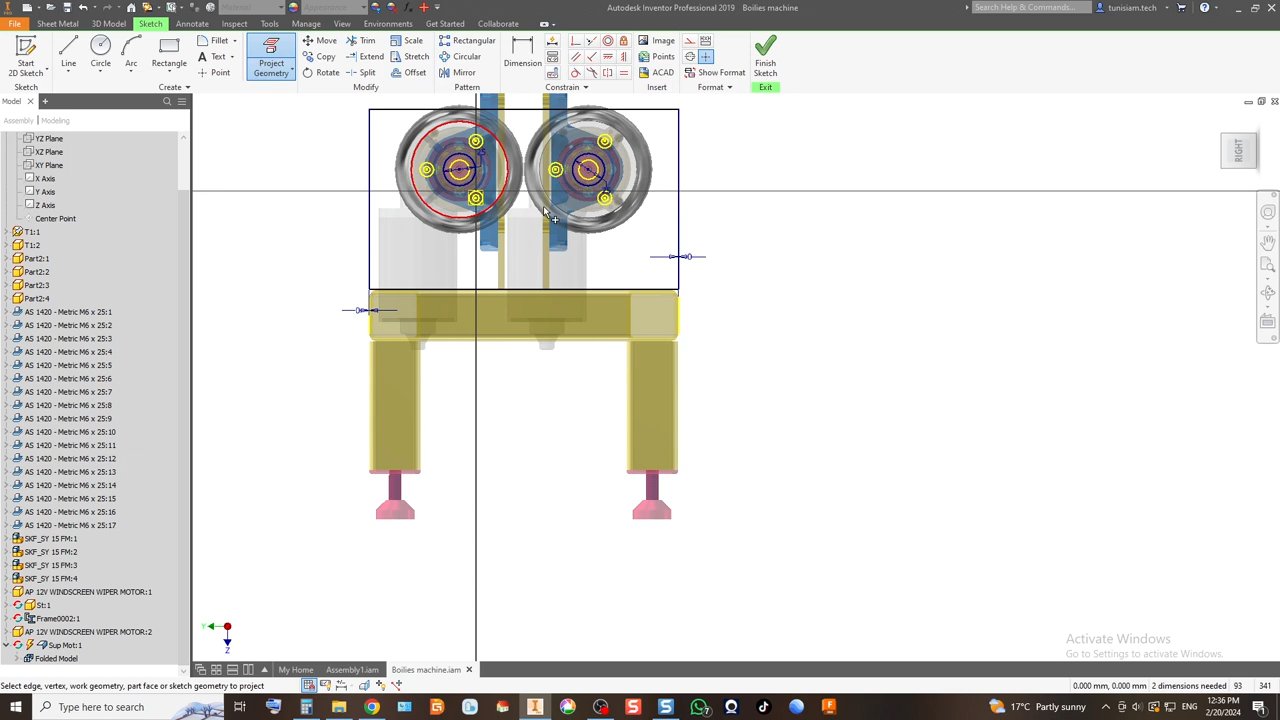 Material
Appearance
Autodesk Inventor Professional 2019 Boilies machine
Search Help & Commands...
tunisiam.tech
File Sheet Metal 3D Model Sketch Annotate Inspect Tools Manage View Environments Get Started Collaborate
Start
2D Sketch
Line
Circle
Arc
Rectangle
Fillet
Text
Point
Project
Geometry
Move
Copy
Rotate
Trim
Extend
Split
Scale
Stretch
Offset
Rectangular
Circular
Mirror
Dimension
Image
Points
ACAD
Show Format
Finish
Sketch
Sketch Create Modify Pattern Constrain Insert Format Exit
Model
Assembly Modeling
YZ Plane
XZ Plane
XY Plane
X Axis
Y Axis
Z Axis
Center Point
T1:1
T1:2
Part2:1
Part2:2
Part2:3
Part2:4
AS 1420 - Metric M6 x 25:1
AS 1420 - Metric M6 x 25:2
AS 1420 - Metric M6 x 25:3
AS 1420 - Metric M6 x 25:4
AS 1420 - Metric M6 x 25:5
AS 1420 - Metric M6 x 25:6
AS 1420 - Metric M6 x 25:7
AS 1420 - Metric M6 x 25:8
AS 1420 - Metric M6 x 25:9
AS 1420 - Metric M6 x 25:10
AS 1420 - Metric M6 x 25:11
AS 1420 - Metric M6 x 25:12
AS 1420 - Metric M6 x 25:13
AS 1420 - Metric M6 x 25:14
AS 1420 - Metric M6 x 25:15
AS 1420 - Metric M6 x 25:16
AS 1420 - Metric M6 x 25:17
SKF_SY 15 FM:1
SKF_SY 15 FM:2
SKF_SY 15 FM:3
SKF_SY 15 FM:4
AP 12V WINDSCREEN WIPER MOTOR:1
St:1
Frame0002:1
AP 12V WINDSCREEN WIPER MOTOR:2
Sup Mot:1
Folded Model
RIGHT
0
Y
Z
Activate Windows
Go to Settings to activate Windows.
My Home Assembly1.iam Boilies machine.iam
Select edge, vertex, work geometry, part face or sketch geometry to project
0.000 mm, 0.000 mm 2 dimensions needed 93 341
Type here to search
17°C Partly sunny
12:36 PM
2/20/2024